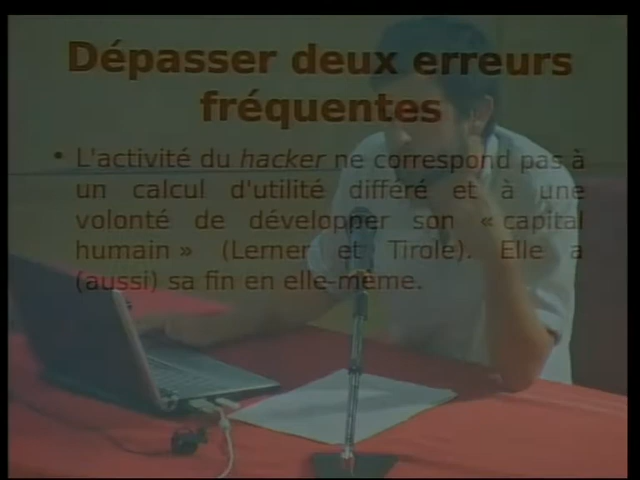 Dépasser deux erreurs
fréquentes
• L'activité du hacker ne correspond pas à
un calcul d'utilité différé et à une
volonté de développer son « capital
humain » (Lerner et Tirole). Elle a
(aussi) sa fin en elle-même.